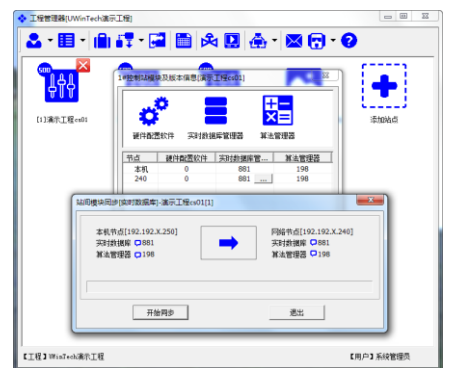 工程管理器[UWinTech演示工程]
1#控制站模块及版本信息[演示工程cs01]
[1]演示工程cs01
添加站点
硬件配置软件 实时数据库管理器 算法管理器
节点 硬件配置软件 实时数据库管... 算法管理器
本机 0 881 198
240 0 881 ... 198
站间模块同步[实时数据库]-演示工程cs01[1]
本机节点[192.192.X.250]
实时数据库 881
算法管理器 198
网络节点[192.192.X.240]
实时数据库 881
算法管理器 198
开始同步 退出
【工程】UWinTech演示工程 【用户】系统管理员